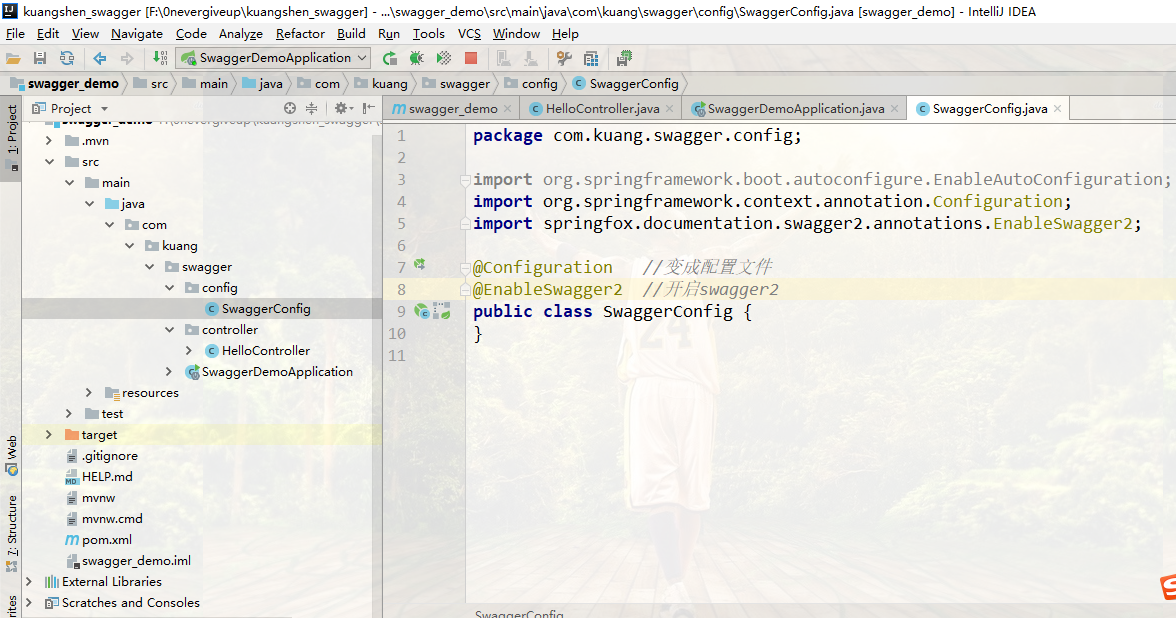 kuangshen_swagger [F:\0nevergiveup\kuangshen_swagger] - ...\swagger_demo\src\main\java\com\kuang\swagger\config\SwaggerConfig.java [swagger_demo] - IntelliJ IDEA
File Edit View Navigate Code Analyze Refactor Build Run Tools VCS Window Help
SwaggerDemoApplication
swagger_demo src main java com kuang swagger config SwaggerConfig
Project
swagger_demo HelloController.java SwaggerDemoApplication.java SwaggerConfig.java
1: Project
Web
7: Structure
swagger_demo
.mvn
src
main
java
com
kuang
swagger
config
SwaggerConfig
controller
HelloController
SwaggerDemoApplication
resources
test
target
.gitignore
HELP.md
mvnw
mvnw.cmd
pom.xml
swagger_demo.iml
External Libraries
Scratches and Consoles
1 package com.kuang.swagger.config;
2
3 import org.springframework.boot.autoconfigure.EnableAutoConfiguration;
4 import org.springframework.context.annotation.Configuration;
5 import springfox.documentation.swagger2.annotations.EnableSwagger2;
6
7 @Configuration //变成配置文件
8 @EnableSwagger2 //开启swagger2
9 public class SwaggerConfig {
10 }
11
SwaggerConfig